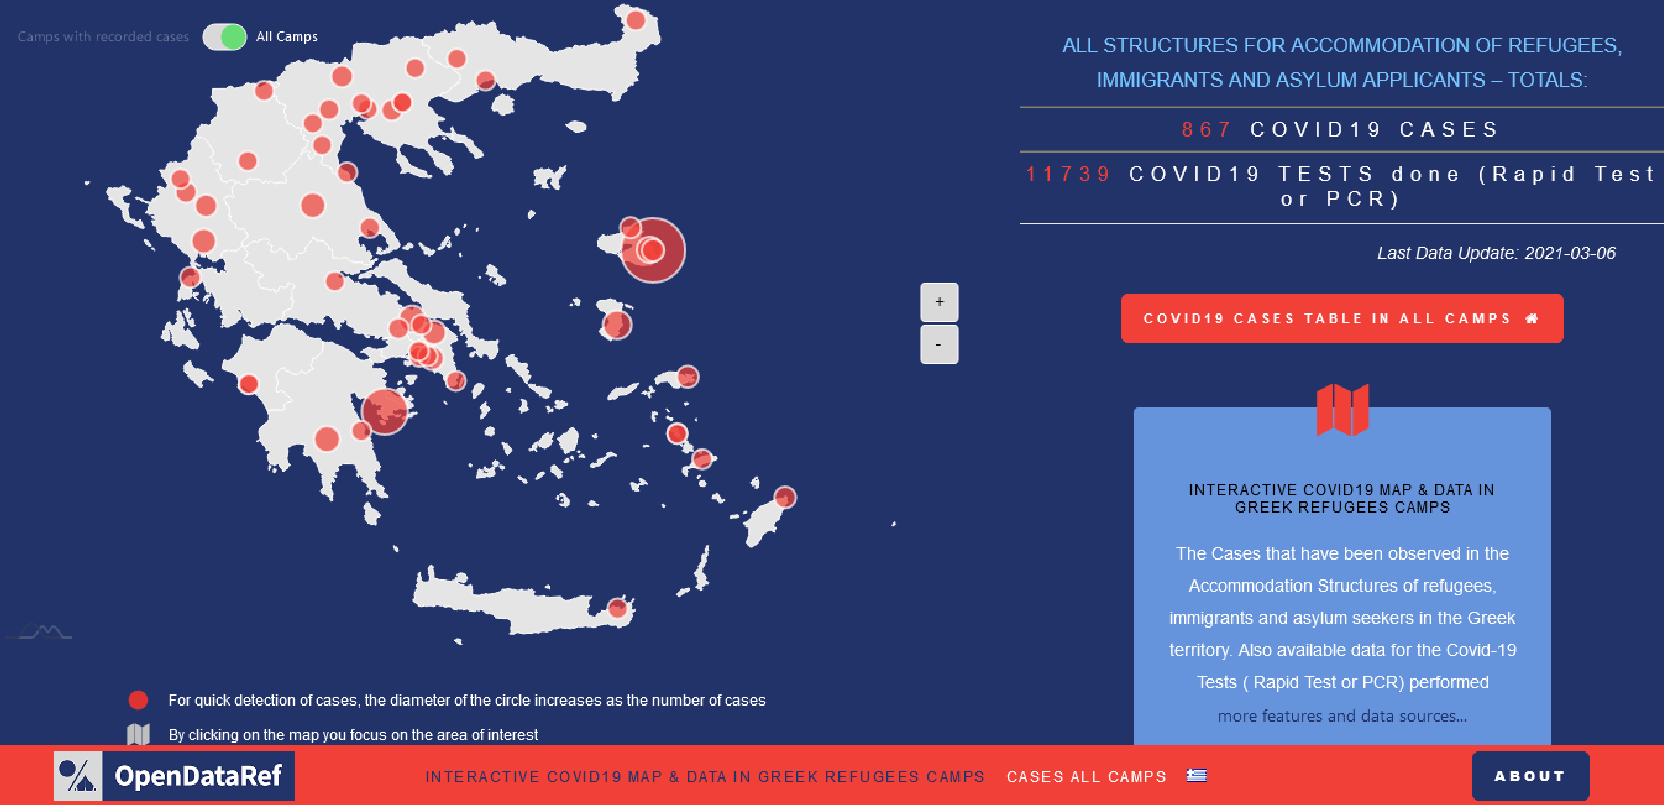 Camps with recorded cases
All Camps
ALL STRUCTURES FOR ACCOMMODATION OF REFUGEES,
IMMIGRANTS AND ASYLUM APPLICANTS – TOTALS:
867 COVID19 CASES
11739 COVID19 TESTS done (Rapid Test
or PCR)
Last Data Update: 2021-03-06
+
-
COVID19 CASES TABLE IN ALL CAMPS
INTERACTIVE COVID19 MAP & DATA IN
GREEK REFUGEES CAMPS
The Cases that have been observed in the
Accommodation Structures of refugees,
immigrants and asylum seekers in the Greek
territory. Also available data for the Covid-19
Tests ( Rapid Test or PCR) performed
more features and data sources...
For quick detection of cases, the diameter of the circle increases as the number of cases
By clicking on the map you focus on the area of interest
OpenDataRef
INTERACTIVE COVID19 MAP & DATA IN GREEK REFUGEES CAMPS
CASES ALL CAMPS
ABOUT